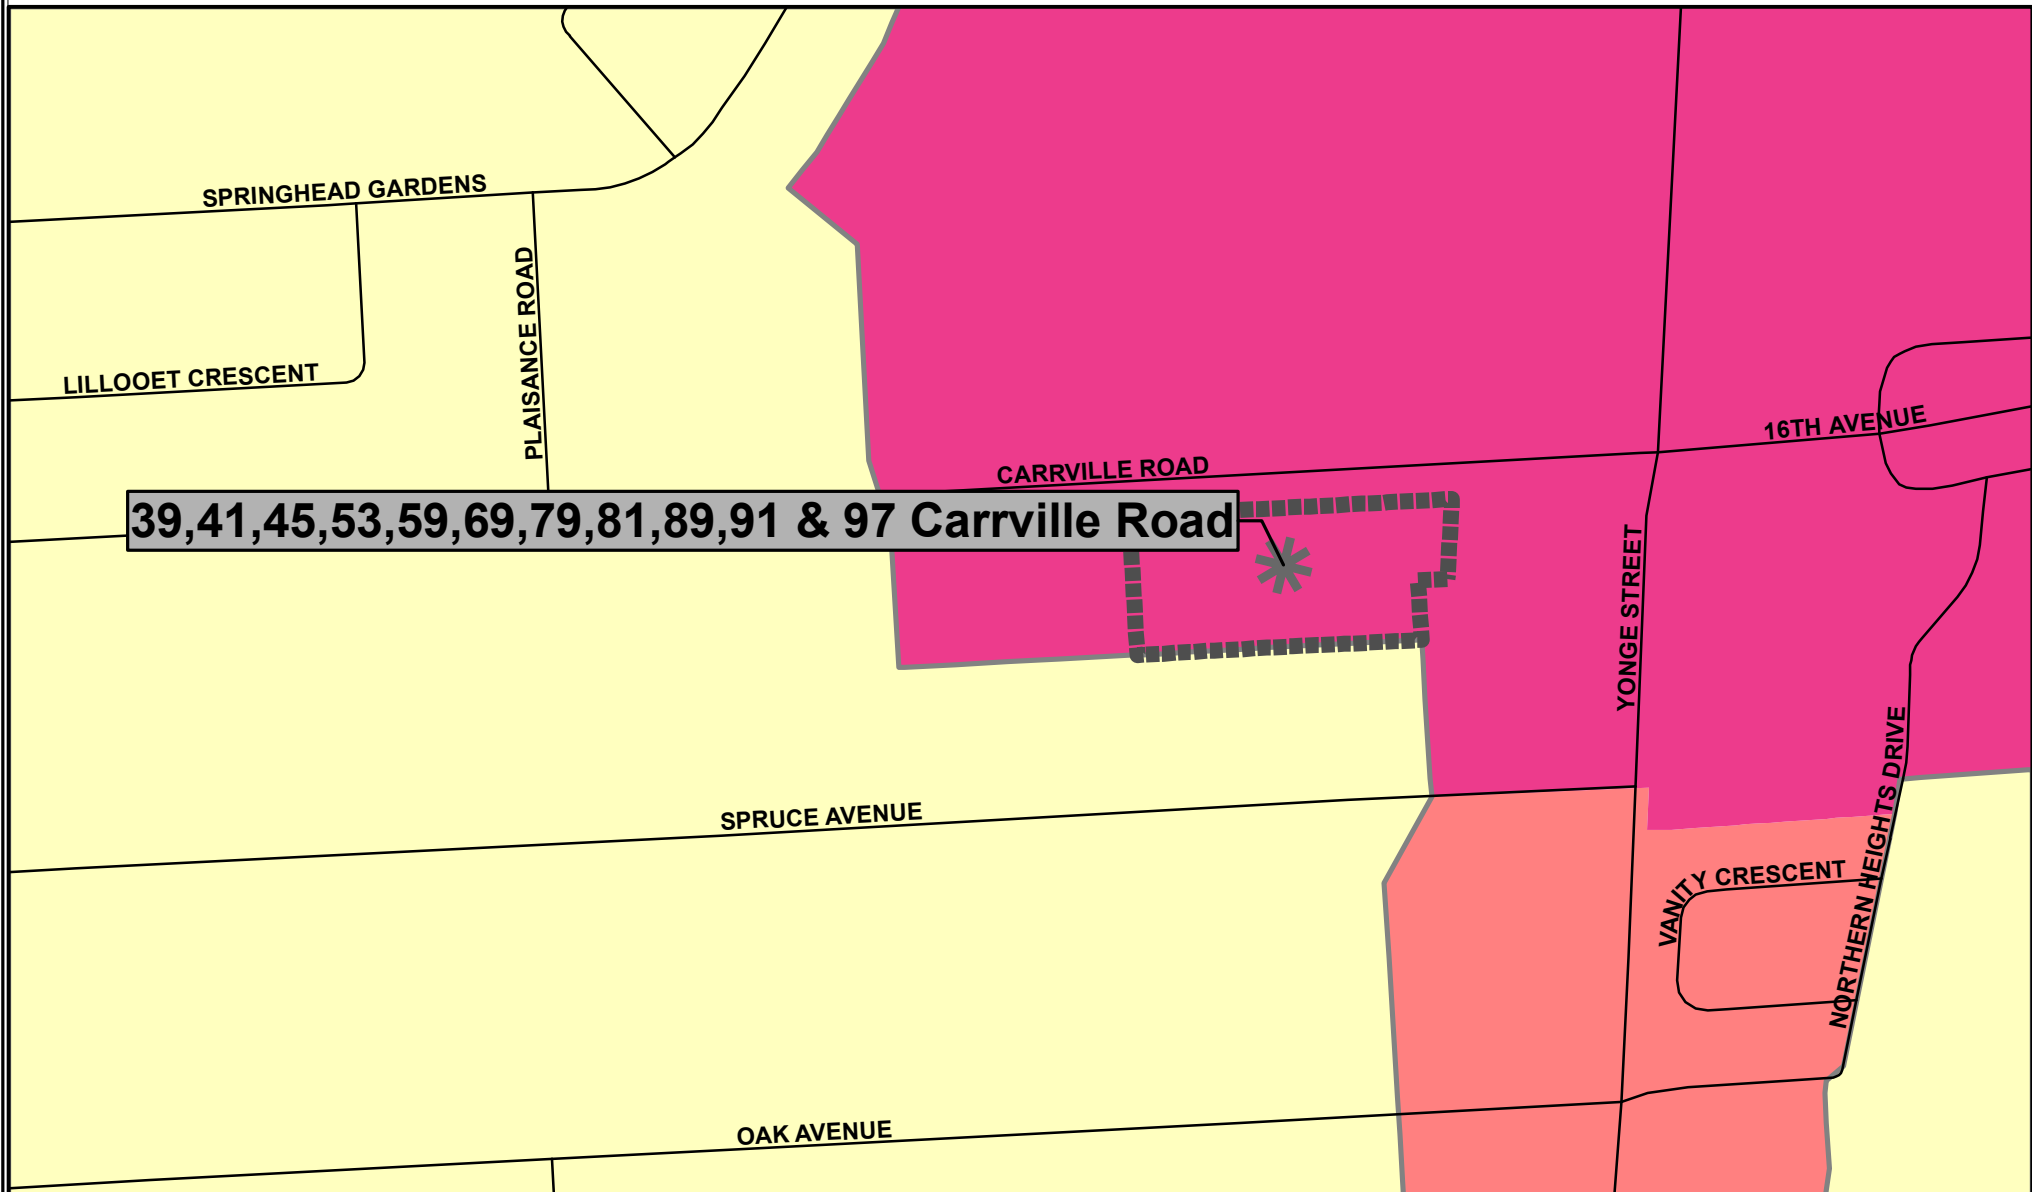 SPRINGHEAD GARDENS
PLAISANCE ROAD
LILLOOET CRESCENT
16TH AVENUE
CARRVILLE ROAD
39,41,45,53,59,69,79,81,89,91 & 97 Carrville Road
YONGE STREET
NORTHERN HEIGHTS DRIVE
SPRUCE AVENUE
VANITY CRESCENT
OAK AVENUE